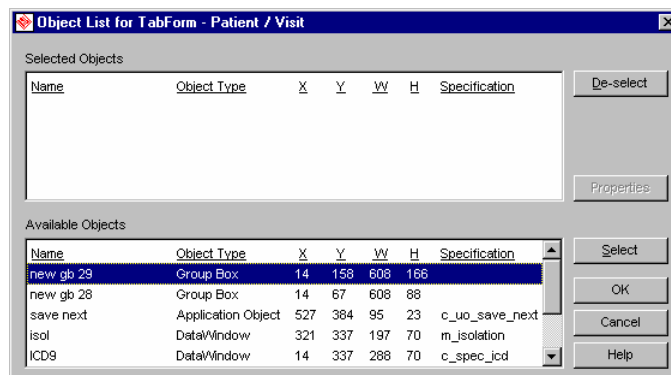 Object List for TabForm - Patient / Visit
Selected Objects
Name Object Type X Y W H Specification
De-select
Properties
Available Objects
Name Object Type X Y W H Specification
new gb 29 Group Box 14 158 608 166
new gb 28 Group Box 14 67 608 88
save next Application Object 527 384 95 23 c_uo_save_next
isol DataWindow 321 337 197 70 m_isolation
ICD9 DataWindow 14 337 288 70 c_spec_icd
Select
OK
Cancel
Help